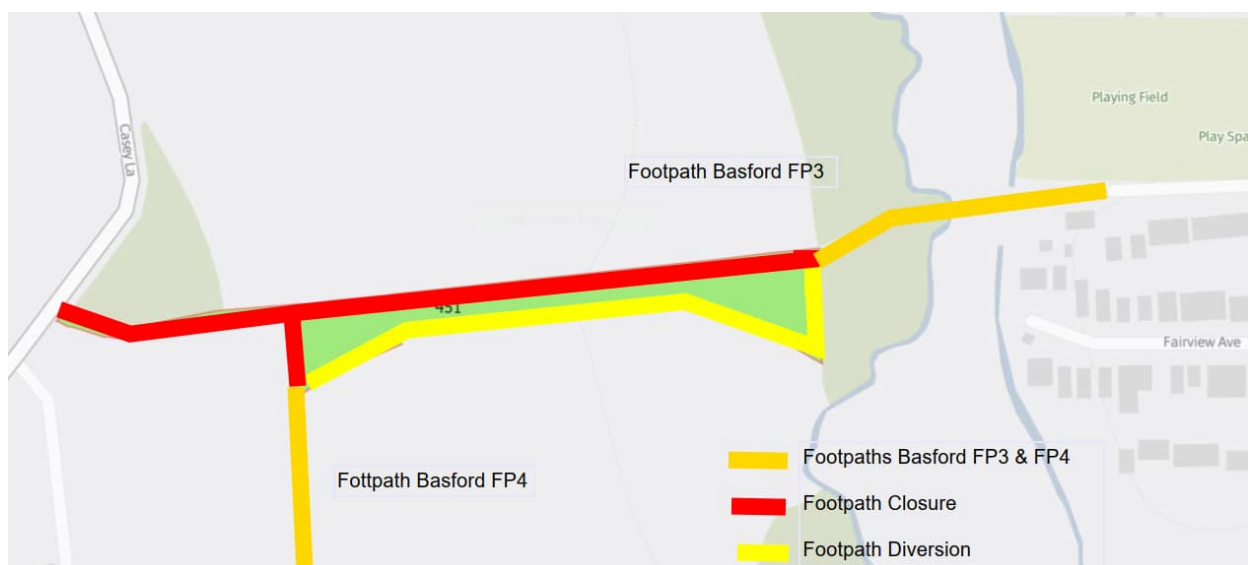 Casey La
Playing Field
Play Spa
Footpath Basford FP3
451
Fairview Ave
Fottpath Basford FP4
Footpaths Basford FP3 & FP4
Footpath Closure
Footpath Diversion